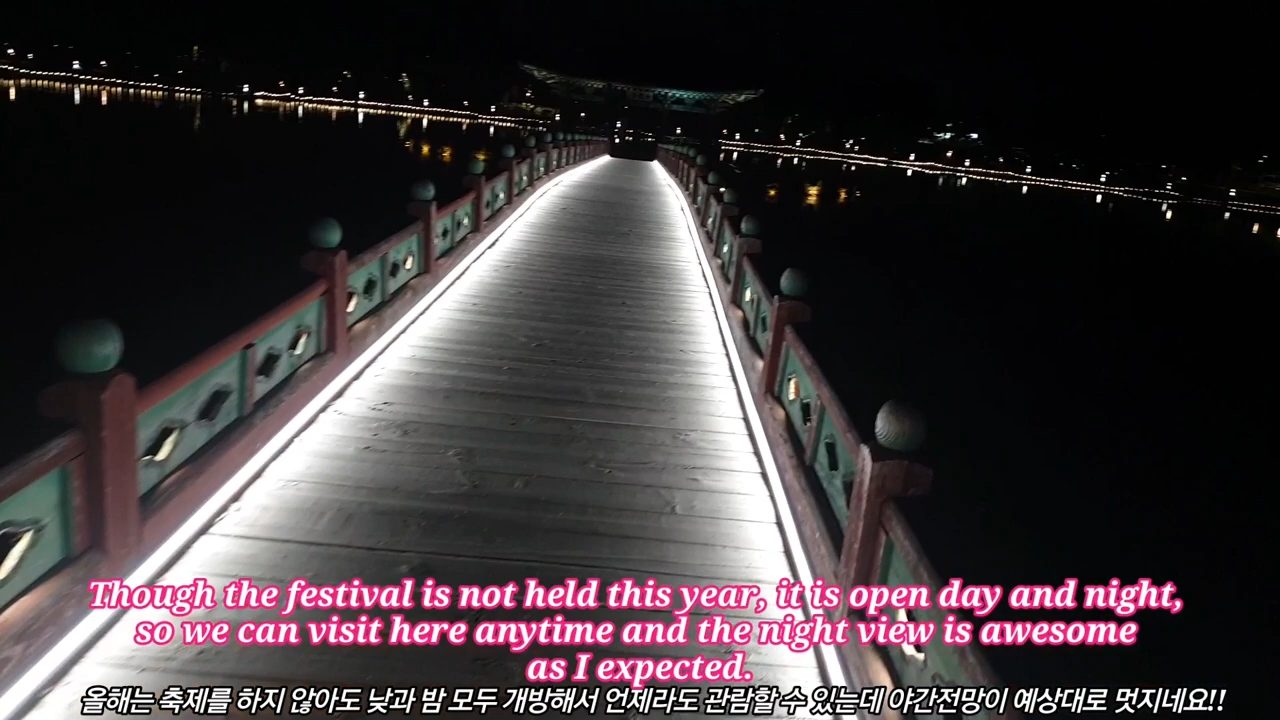 Though the festival is not held this year, it is open day and night,
so we can visit here anytime and the night view is awesome
as I expected.
올해는 축제를 하지 않아도 낮과 밤 모두 개방해서 언제라도 관람할 수 있는데 야간전망이 예상대로 멋지네요!!